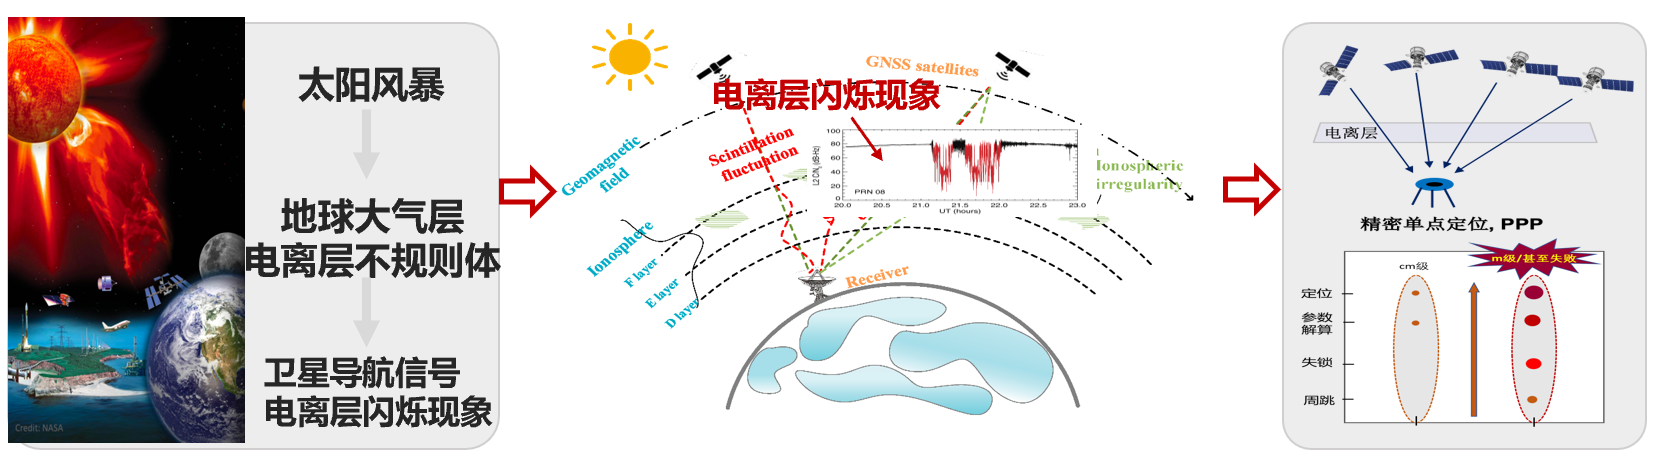 太阳风暴
地球大气层
电离层不规则体
卫星导航信号
电离层闪烁现象
Credit: NASA
GNSS satellites
电离层闪烁现象
Geomagnetic
field
Scintillation
fluctuation
100
80
60
40
20
0
L2 C/N₀ (dB-Hz)
PRN 08
20.0 20.5 21.0 21.5 22.0 22.5 23.0
UT (hours)
Ionospheric
irregularity
Ionosphere
F layer
E layer
D layer
Receiver
电离层
精密单点定位, PPP
m级/甚至失败
cm级
定位
参数
解算
失锁
周跳